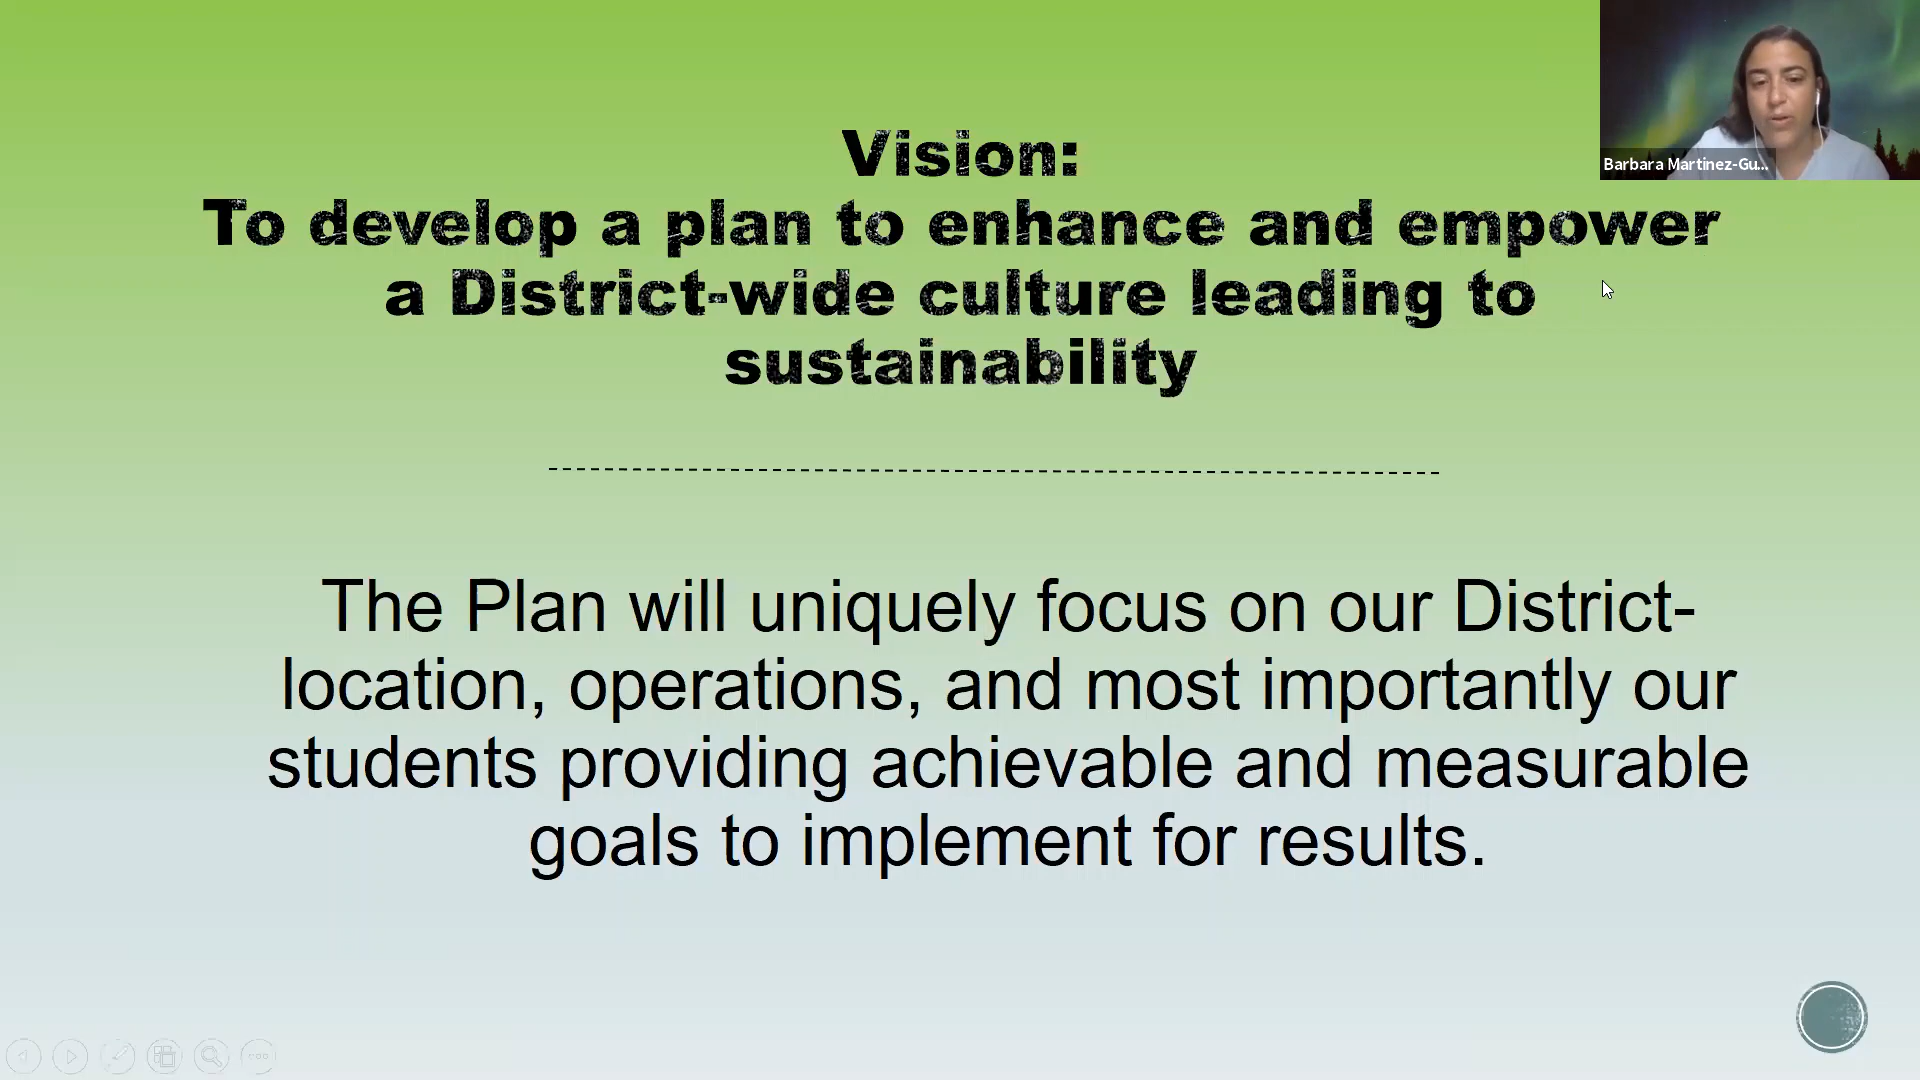 Vision:
To develop a plan to enhance and empower
a District-wide culture leading to
sustainability
Barbara Martinez-Gu...
The Plan will uniquely focus on our District-
location, operations, and most importantly our
students providing achievable and measurable
goals to implement for results.